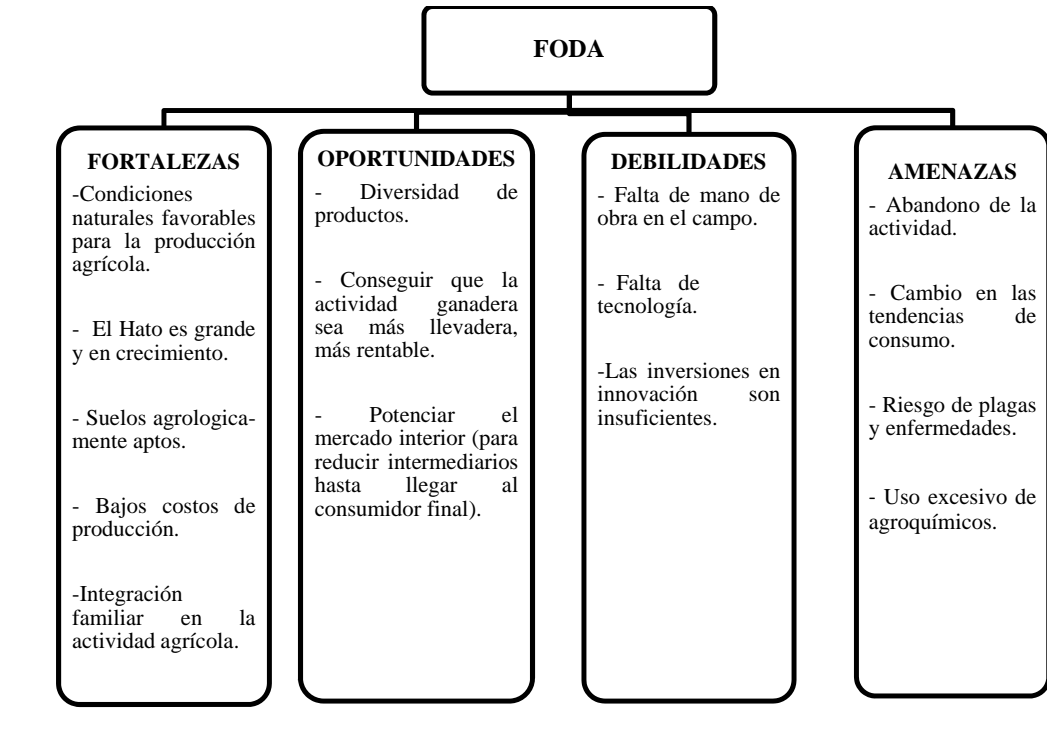 FODA
FORTALEZAS
-Condiciones
naturales favorables
para la producción
agrícola.
- El Hato es grande
y en crecimiento.
- Suelos agrologica-
mente aptos.
- Bajos costos de
producción.
-Integración
familiar en la
actividad agrícola.
OPORTUNIDADES
- Diversidad de
productos.
- Conseguir que la
actividad ganadera
sea más llevadera,
más rentable.
- Potenciar el
mercado interior (para
reducir intermediarios
hasta llegar al
consumidor final).
DEBILIDADES
- Falta de mano de
obra en el campo.
- Falta de
tecnología.
-Las inversiones en
innovación son
insuficientes.
AMENAZAS
- Abandono de la
actividad.
- Cambio en las
tendencias de
consumo.
- Riesgo de plagas
y enfermedades.
- Uso excesivo de
agroquímicos.